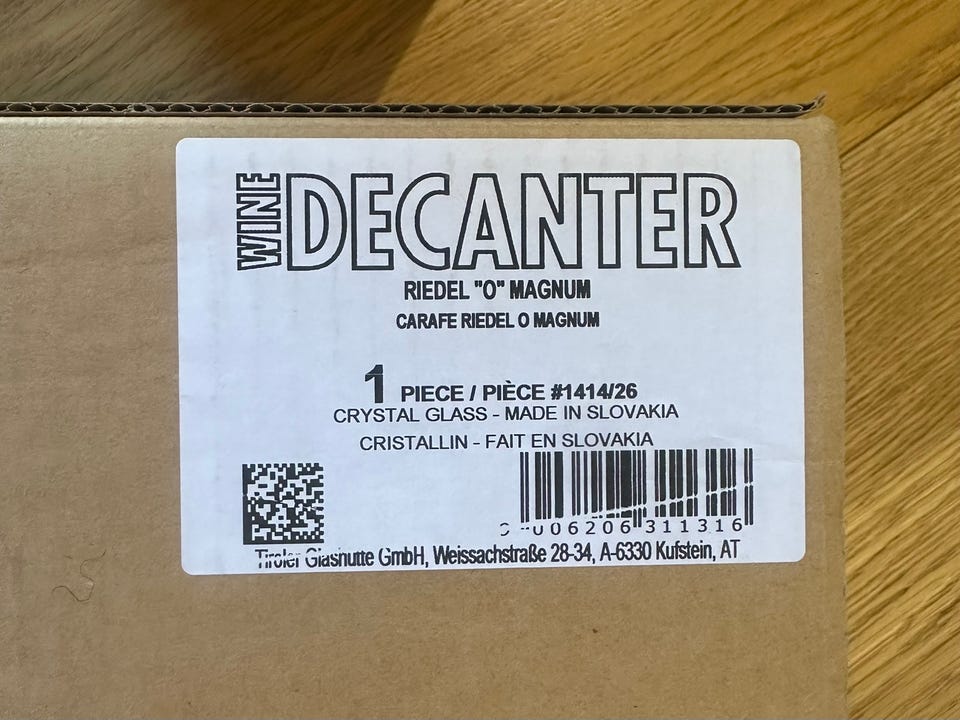 WINE DECANTER
RIEDEL "O" MAGNUM
CARAFE RIEDEL O MAGNUM
1 PIECE / PIÈCE #1414/26
CRYSTAL GLASS - MADE IN SLOVAKIA
CRISTALLIN - FAIT EN SLOVAKIA
006206 311316
Tiroler Glashutte GmbH, Weissachstraße 28-34, A-6330 Kufstein, AT